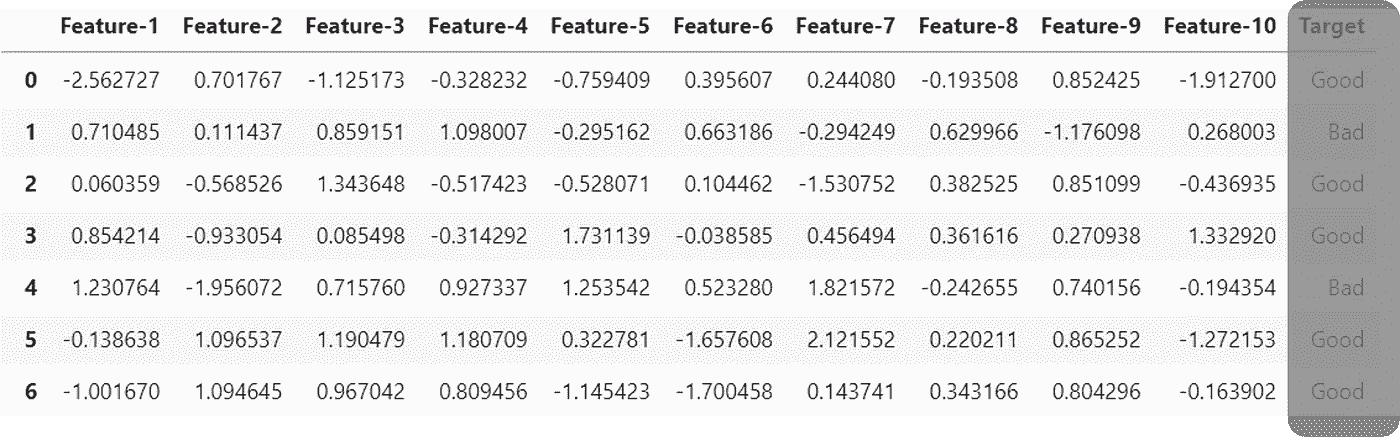 Feature-1 Feature-2 Feature-3 Feature-4 Feature-5 Feature-6 Feature-7 Feature-8 Feature-9 Feature-10 Target
0 -2.562727 0.701767 -1.125173 -0.328232 -0.759409 0.395607 0.244080 -0.193508 0.852425 -1.912700 Good
1 0.710485 0.111437 0.859151 1.098007 -0.295162 0.663186 -0.294249 0.629966 -1.176098 0.268003 Bad
2 0.060359 -0.568526 1.343648 -0.517423 -0.528071 0.104462 -1.530752 0.382525 0.851099 -0.436935 Good
3 0.854214 -0.933054 0.085498 -0.314292 1.731139 -0.038585 0.456494 0.361616 0.270938 1.332920 Good
4 1.230764 -1.956072 0.715760 0.927337 1.253542 0.523280 1.821572 -0.242655 0.740156 -0.194354 Bad
5 -0.138638 1.096537 1.190479 1.180709 0.322781 -1.657608 2.121552 0.220211 0.865252 -1.272153 Good
6 -1.001670 1.094645 0.967042 0.809456 -1.145423 -1.700458 0.143741 0.343166 0.804296 -0.163902 Good